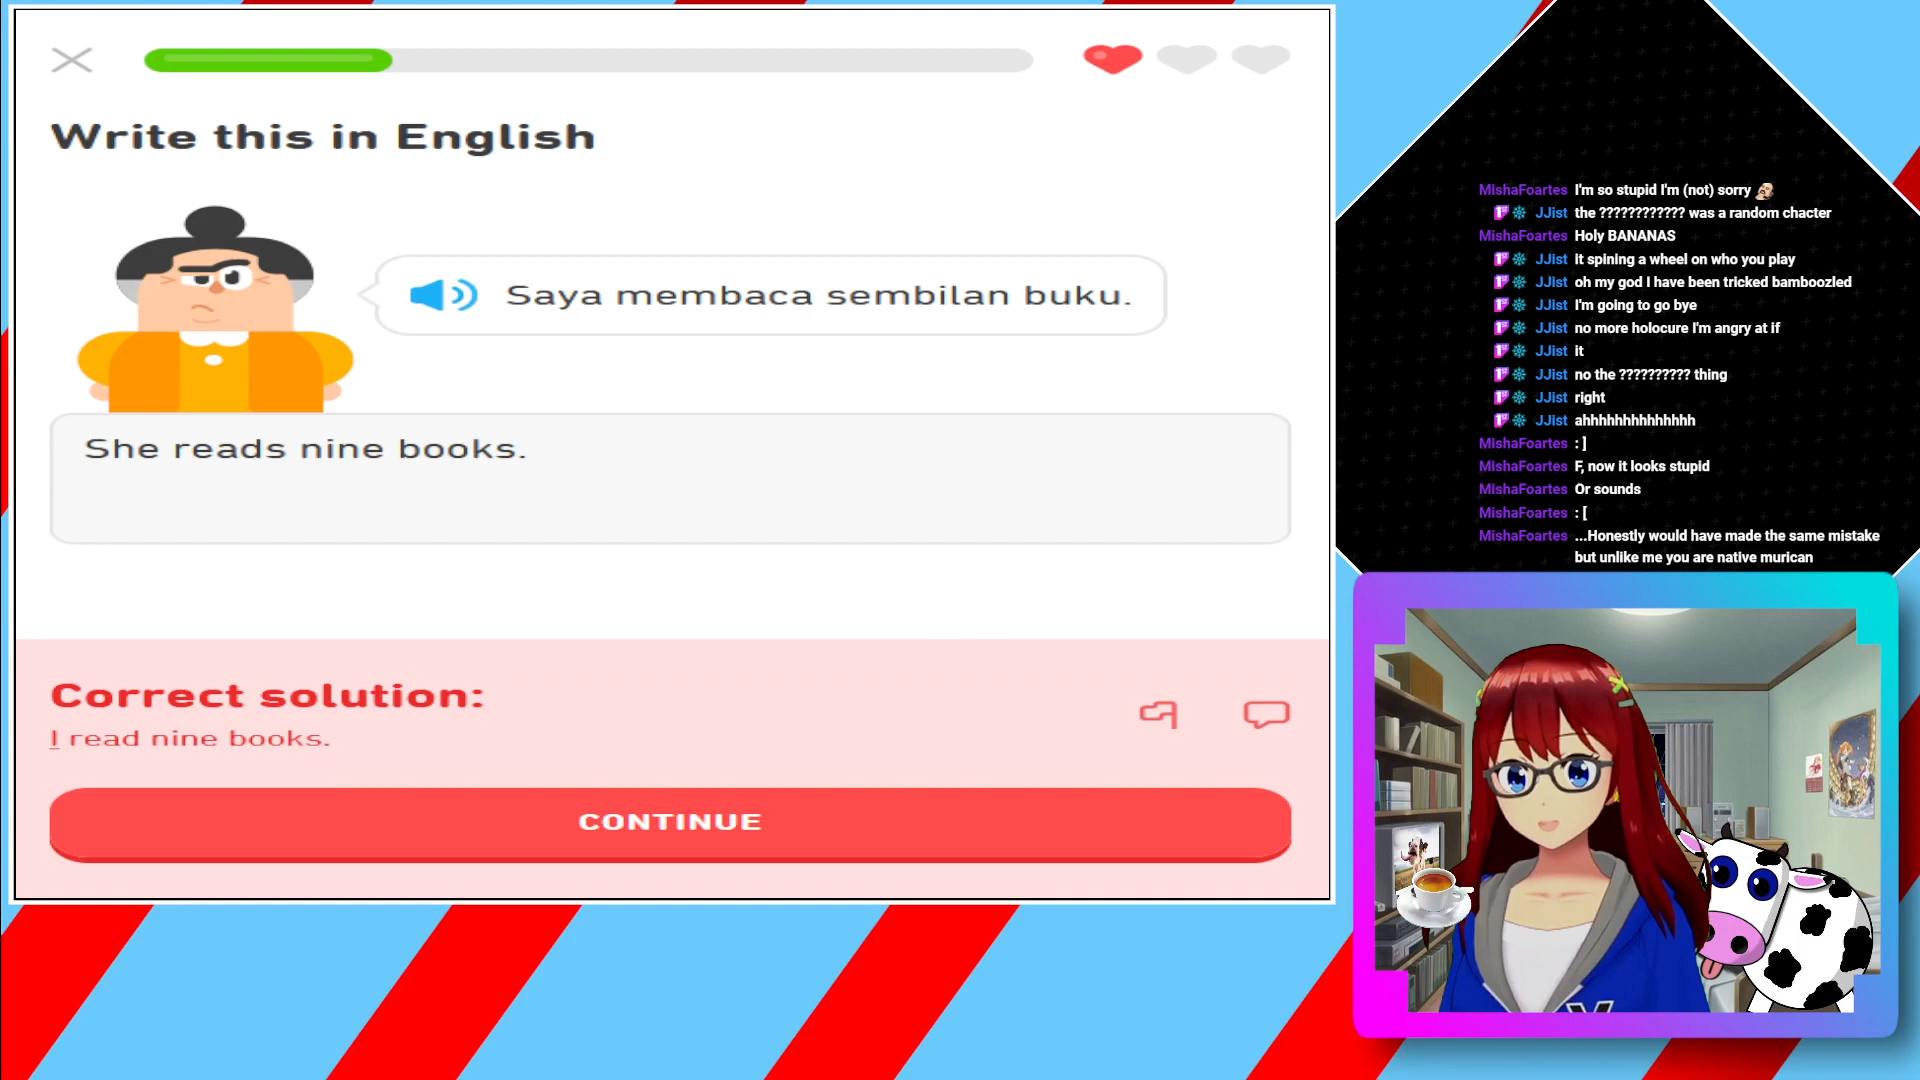 Write this in English
Saya membaca sembilan buku.
She reads nine books.
Correct solution:
I read nine books.
CONTINUE
MishaFoartes I'm so stupid I'm (not) sorry
JJist the ???????????? was a random chacter
MishaFoartes Holy BANANAS
JJist it spining a wheel on who you play
JJist oh my god I have been tricked bamboozled
JJist I'm going to go bye
JJist no more holocure I'm angry at if
JJist it
JJist no the ?????????? thing
JJist right
JJist ahhhhhhhhhhhhhh
MishaFoartes : ]
MishaFoartes F, now it looks stupid
MishaFoartes Or sounds
MishaFoartes : [
MishaFoartes ...Honestly would have made the same mistake
but unlike me you are native murican